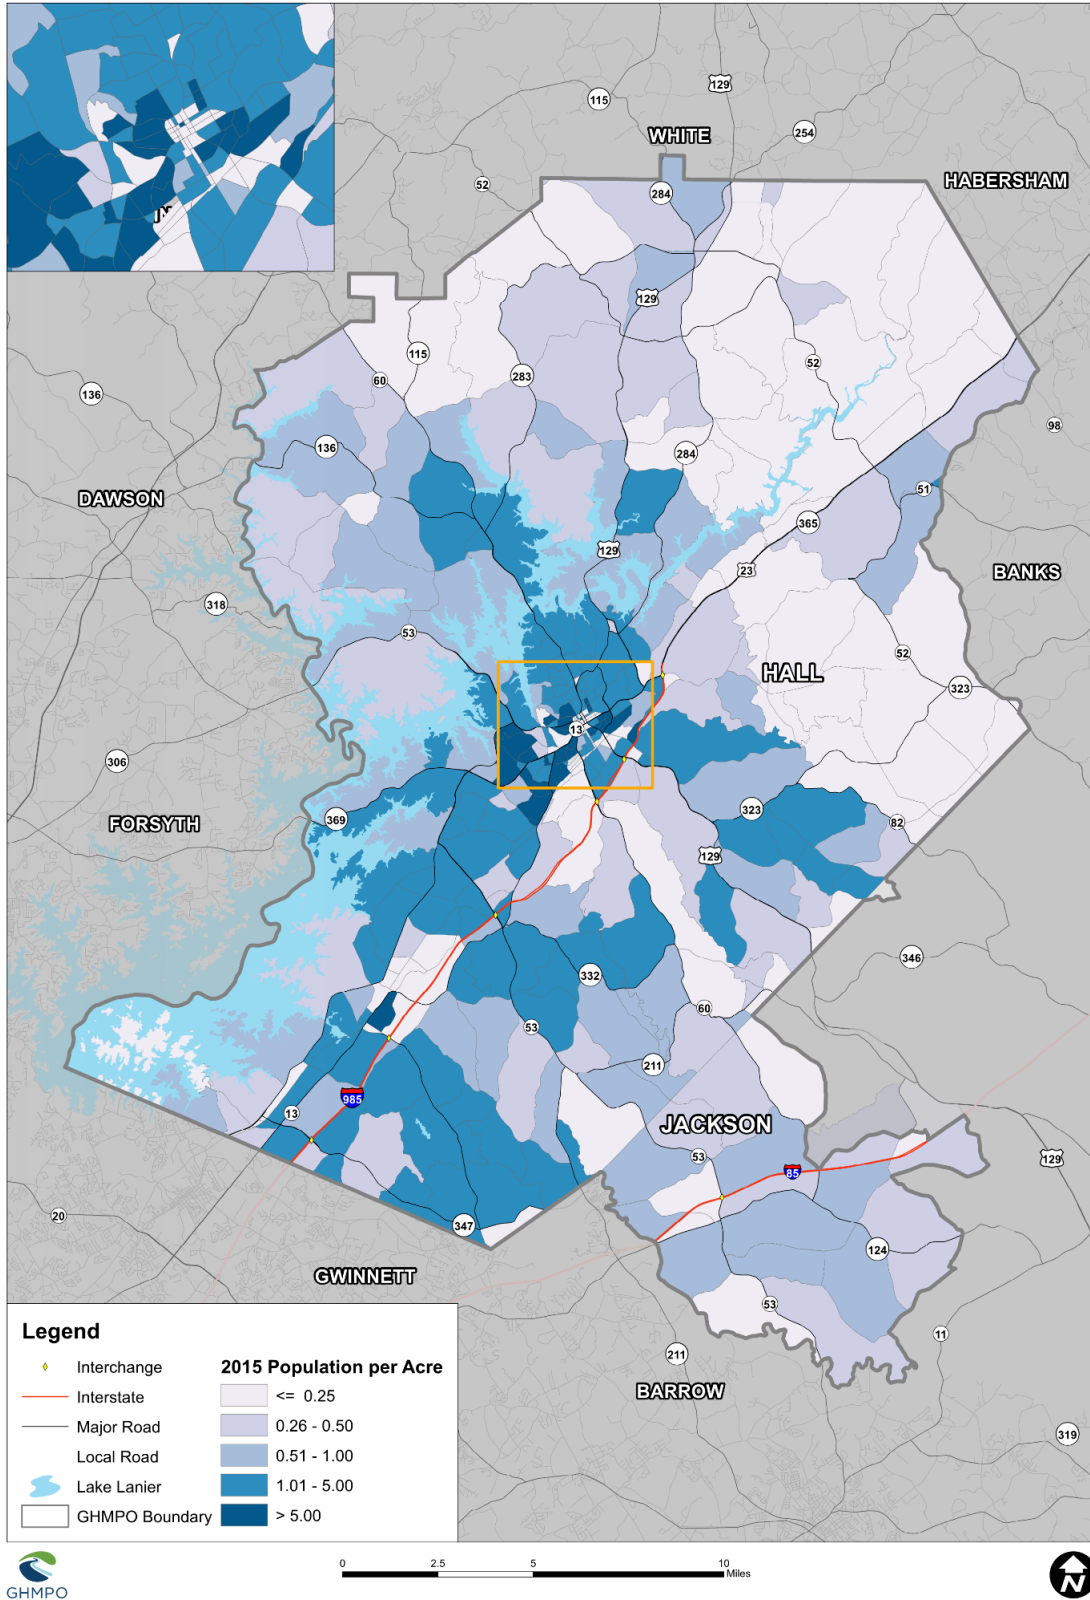 129
115
WHITE
254
52
HABERSHAM
284
129
115
52
60
283
136
136
98
284
DAWSON
51
365
129
23
BANKS
318
53
52
HALL
323
13
306
323
369
82
FORSYTH
129
346
332
60
53
211
985
13
JACKSON
53
129
85
20
347
124
GWINNETT
53
11
211
BARROW
319
Legend
Interchange
Interstate
Major Road
Local Road
Lake Lanier
GHMPO Boundary
2015 Population per Acre
<= 0.25
0.26 - 0.50
0.51 - 1.00
1.01 - 5.00
> 5.00
GHMPO
0 2.5 5 10
Miles
N